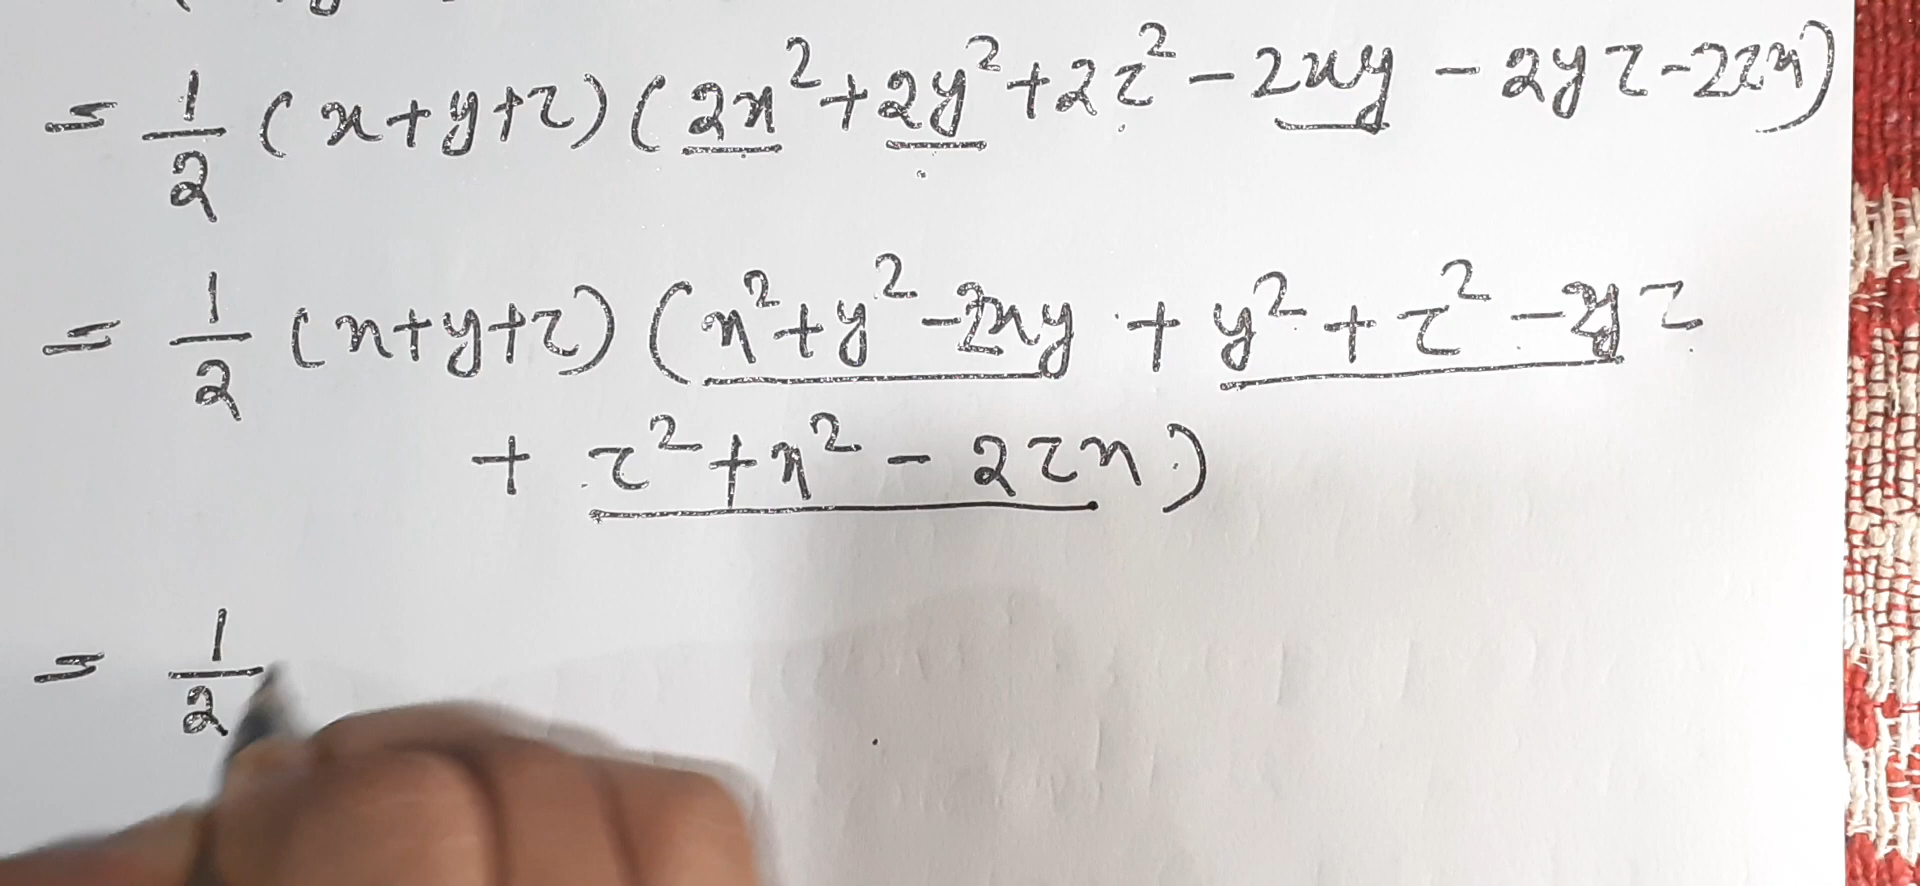 = 1/2 (x+y+z) (2x²+2y²+2z²-2xy-2yz-2zx)
= 1/2 (x+y+z) (x²+y²-2xy + y²+z²-2yz
+ z²+x²-2zx)
= 1/2